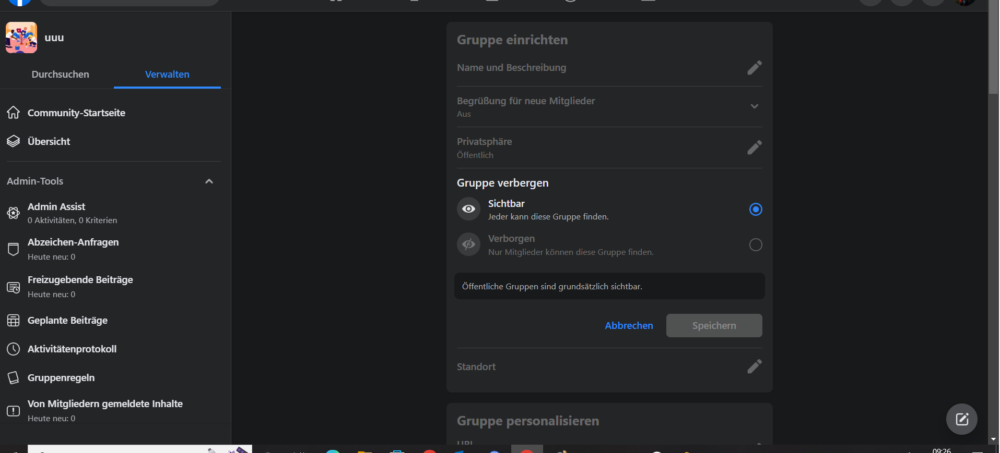 uuu
Durchsuchen
Verwalten
Community-Startseite
Übersicht
Admin-Tools
Admin Assist
0 Aktivitäten, 0 Kriterien
Abzeichen-Anfragen
Heute neu: 0
Freizugebende Beiträge
Heute neu: 0
Geplante Beiträge
Aktivitätenprotokoll
Gruppenregeln
Von Mitgliedern gemeldete Inhalte
Heute neu: 0
Gruppe einrichten
Name und Beschreibung
Begrüßung für neue Mitglieder
Aus
Privatsphäre
Öffentlich
Gruppe verbergen
Sichtbar
Jeder kann diese Gruppe finden.
Verborgen
Nur Mitglieder können diese Gruppe finden.
Öffentliche Gruppen sind grundsätzlich sichtbar.
Abbrechen
Speichern
Standort
Gruppe personalisieren
URL
09:26